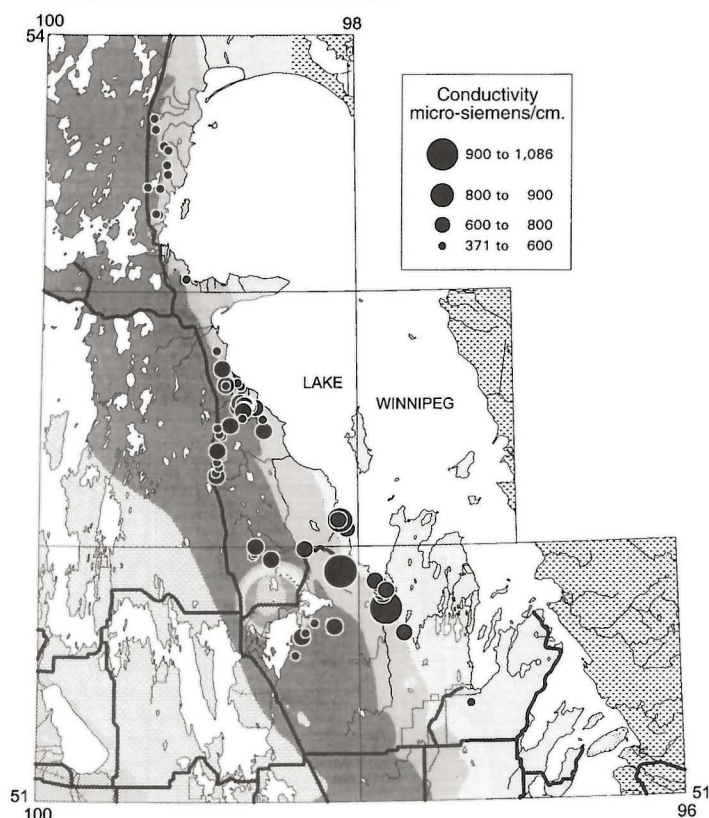 100
98
54
Conductivity
micro-siemens/cm.
900 to 1,086
800 to 900
600 to 800
371 to 600
LAKE
WINNIPEG
51
100
51
96